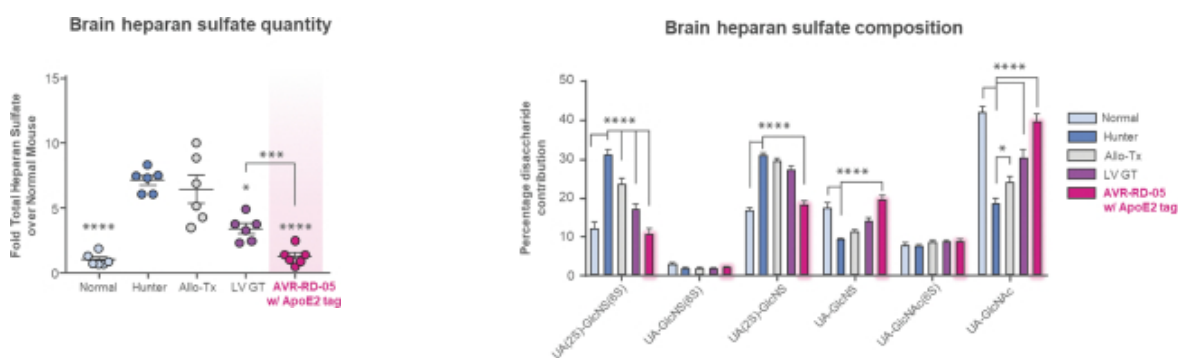 Brain heparan sulfate quantity
Fold Total Heparan Sulfate
over Normal Mouse
15
10
5
0
****
*
***
****
Normal
Hunter
Allo-Tx
LV GT
AVR-RD-05
w/ ApoE2 tag
Brain heparan sulfate composition
Percentage disaccharide
contribution
50
40
30
20
10
0
****
****
****
*
****
UA(2S)-GlcNS(6S)
UA-GlcNS(6S)
UA(2S)-GlcNS
UA-GlcNS
UA-GlcNAc(6S)
UA-GlcNAc
Normal
Hunter
Allo-Tx
LV GT
AVR-RD-05
w/ ApoE2 tag